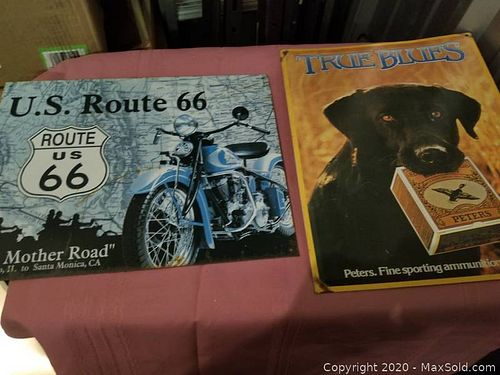 U.S. Route 66
ROUTE
US
66
Mother Road"
, IL to Santa Monica, CA
TRUE BLUES
PETERS
Peters. Fine sporting ammunition
Copyright 2020 - MaxSold.com